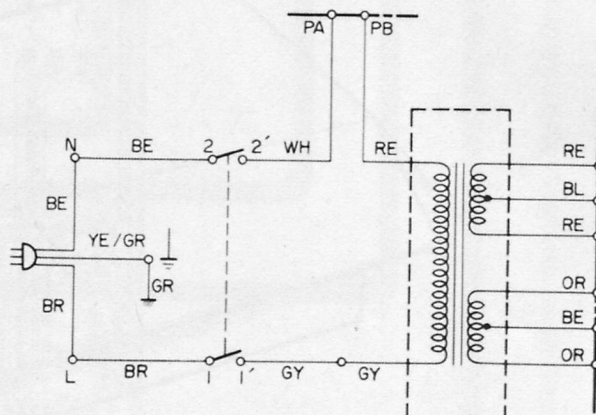 PA PB
N BE 2 2′ WH RE RE
BE BL
YE/GR RE
GR
BR OR
BE
L BR 1 1′ GY GY OR